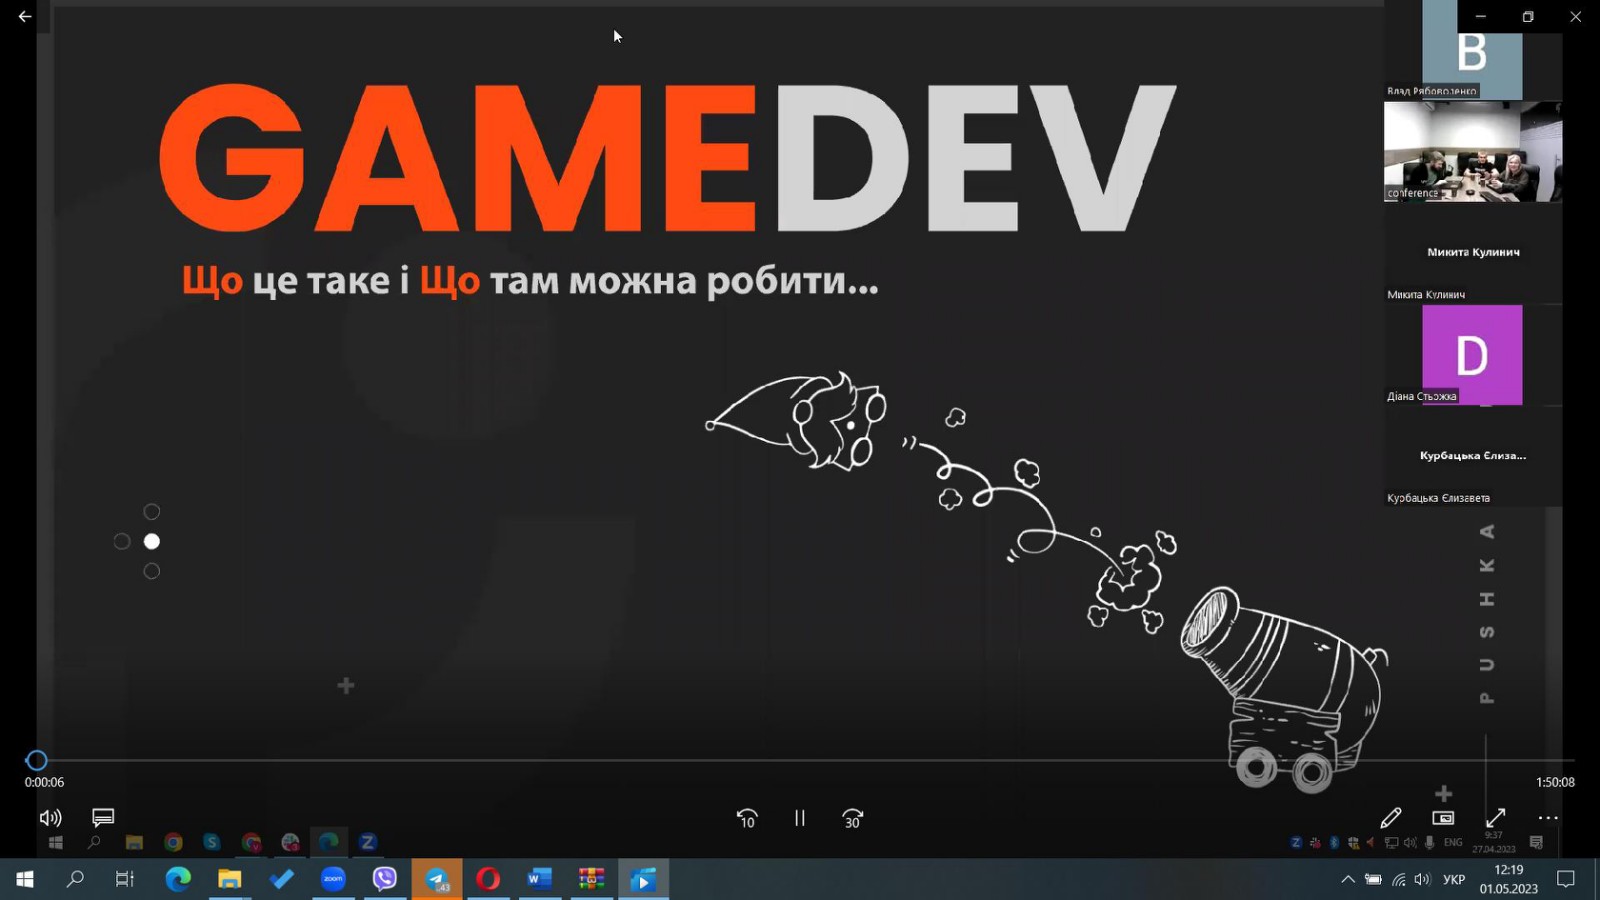 GAMEDEV
Що це таке і Що там можна робити...
B
Влад Рябоволенко
conference
Микита Кулинич
Микита Кулинич
D
Діана Стьожка
Курбацька Єлиза...
Курбацька Єлизавета
PUSHKA
0:00:06
1:50:08
10
30
ENG
9:37
27.04.2023
zoom
43
УКР
12:19
01.05.2023